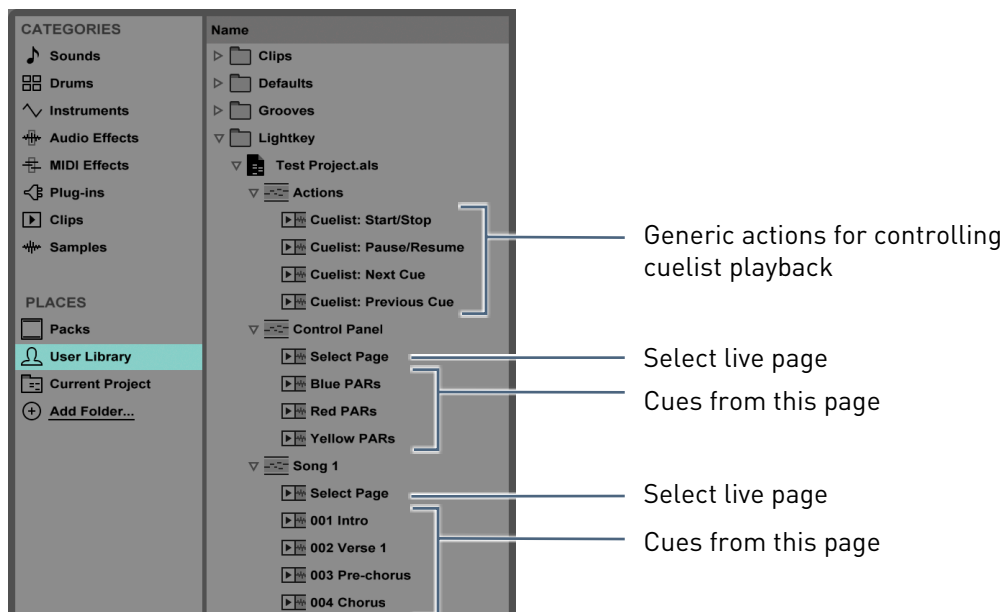 CATEGORIES
Sounds
Drums
Instruments
Audio Effects
MIDI Effects
Plug-ins
Clips
Samples
PLACES
Packs
User Library
Current Project
Add Folder...
Name
Clips
Defaults
Grooves
Lightkey
Test Project.als
Actions
Cuelist: Start/Stop
Cuelist: Pause/Resume
Cuelist: Next Cue
Cuelist: Previous Cue
Control Panel
Select Page
Blue PARs
Red PARs
Yellow PARs
Song 1
Select Page
001 Intro
002 Verse 1
003 Pre-chorus
004 Chorus
Generic actions for controlling
cuelist playback
Select live page
Cues from this page
Select live page
Cues from this page